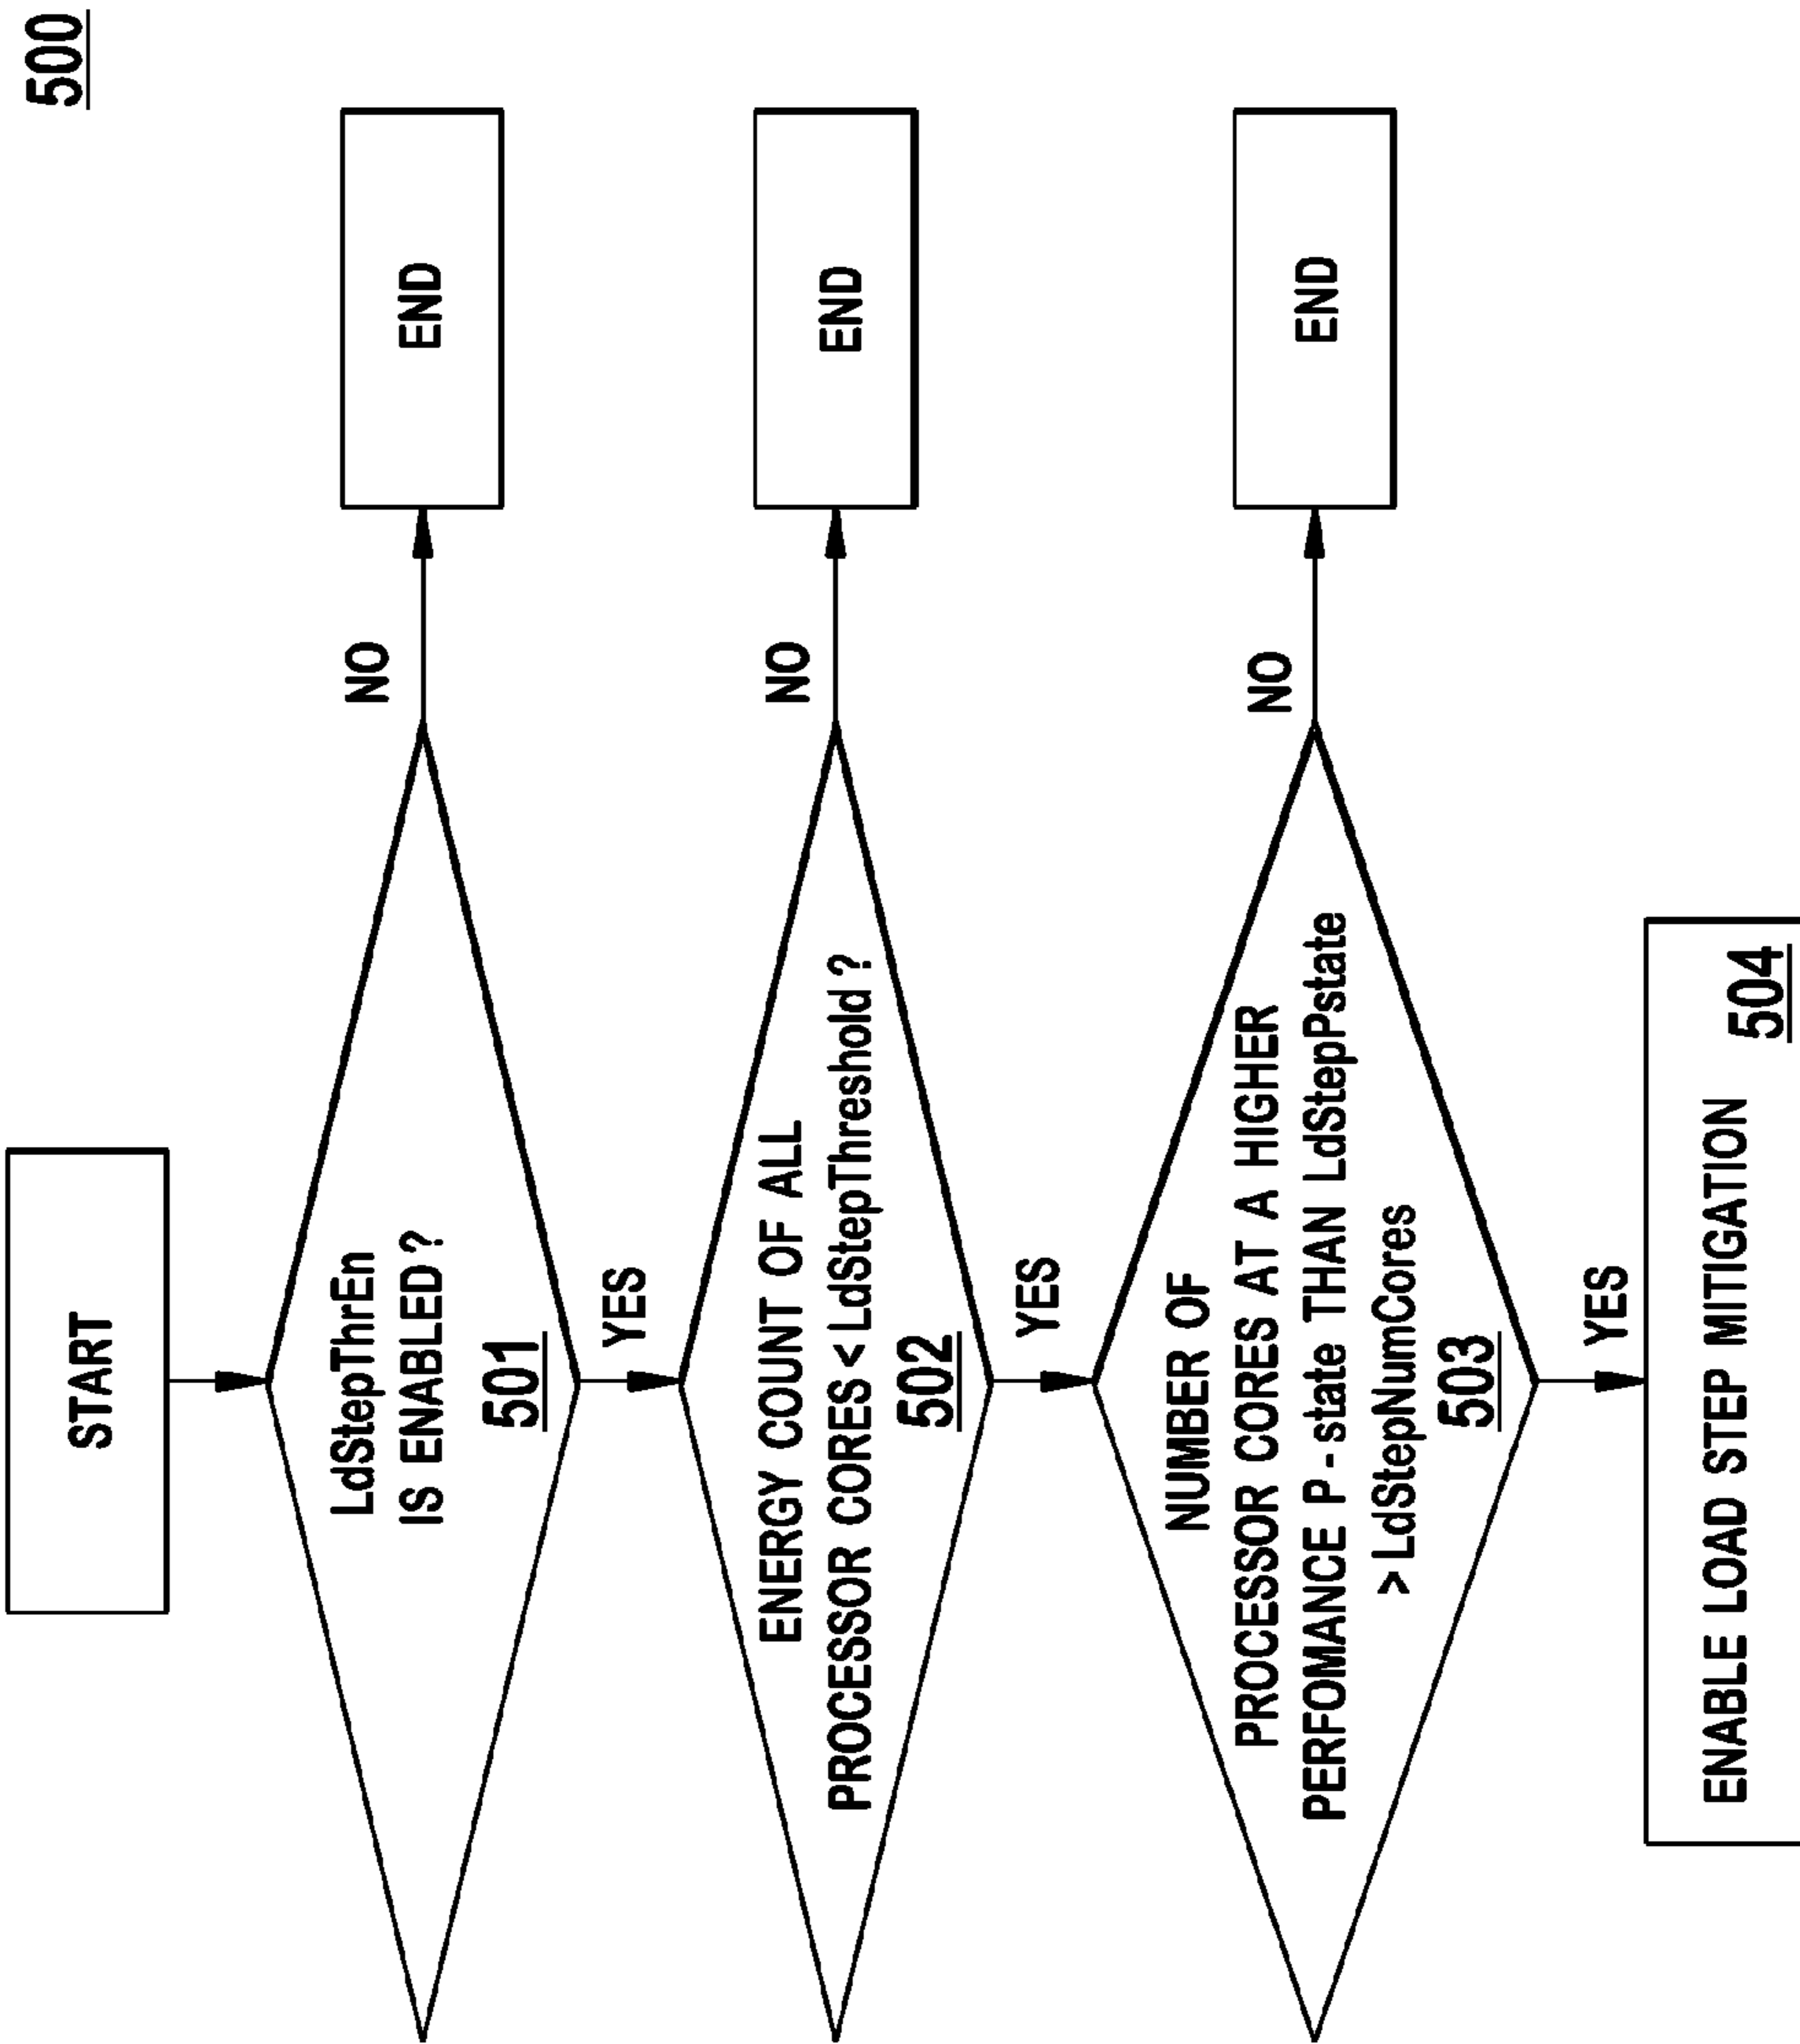 500
START
LdStepThrEn
IS ENABLED ?
501
NO
END
YES
ENERGY COUNT OF ALL
PROCESSOR CORES < LdStepThreshold ?
502
NO
END
YES
NUMBER OF
PROCESSOR CORES AT A HIGHER
PERFOMANCE P-state THAN LdStepPstate
>LdStepNumCores
503
NO
END
YES
ENABLE LOAD STEP MITIGATION
504